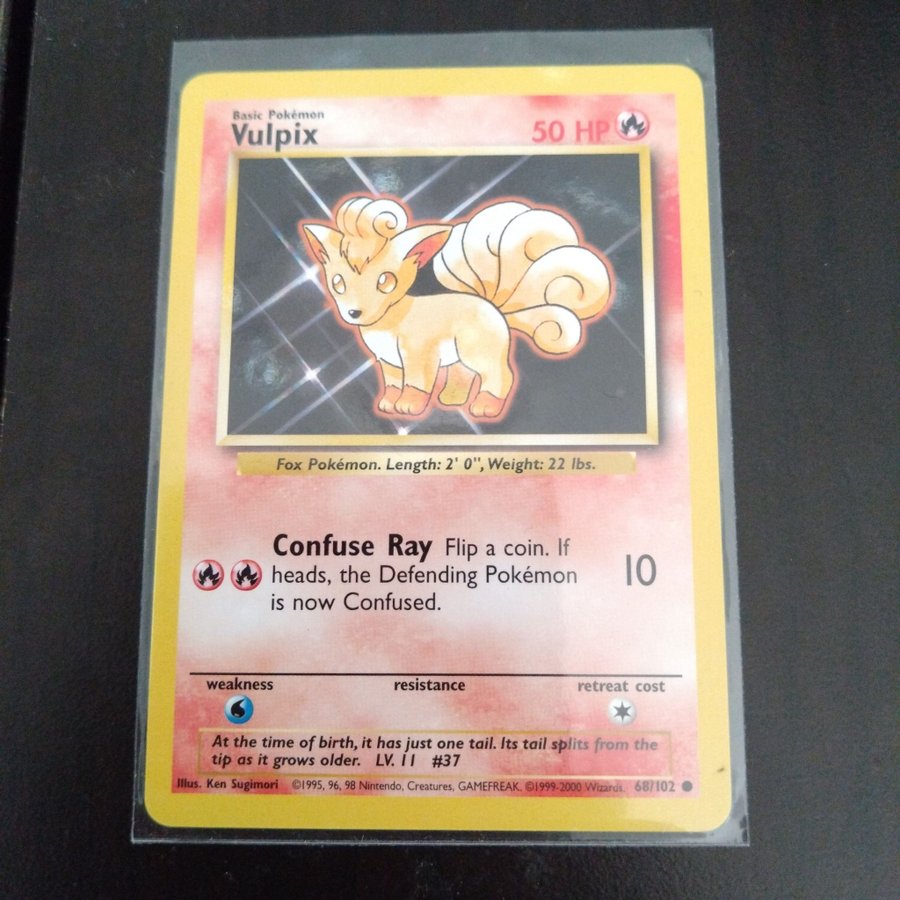 Basic Pokémon
Vulpix 50 HP
Fox Pokémon. Length: 2' 0", Weight: 22 lbs.
Confuse Ray Flip a coin. If
heads, the Defending Pokémon
is now Confused.
10
weakness resistance retreat cost
At the time of birth, it has just one tail. Its tail splits from the
tip as it grows older. LV. 11 #37
Illus. Ken Sugimori ©1995, 96, 98 Nintendo, Creatures, GAMEFREAK. ©1999-2000 Wizards. 68/102